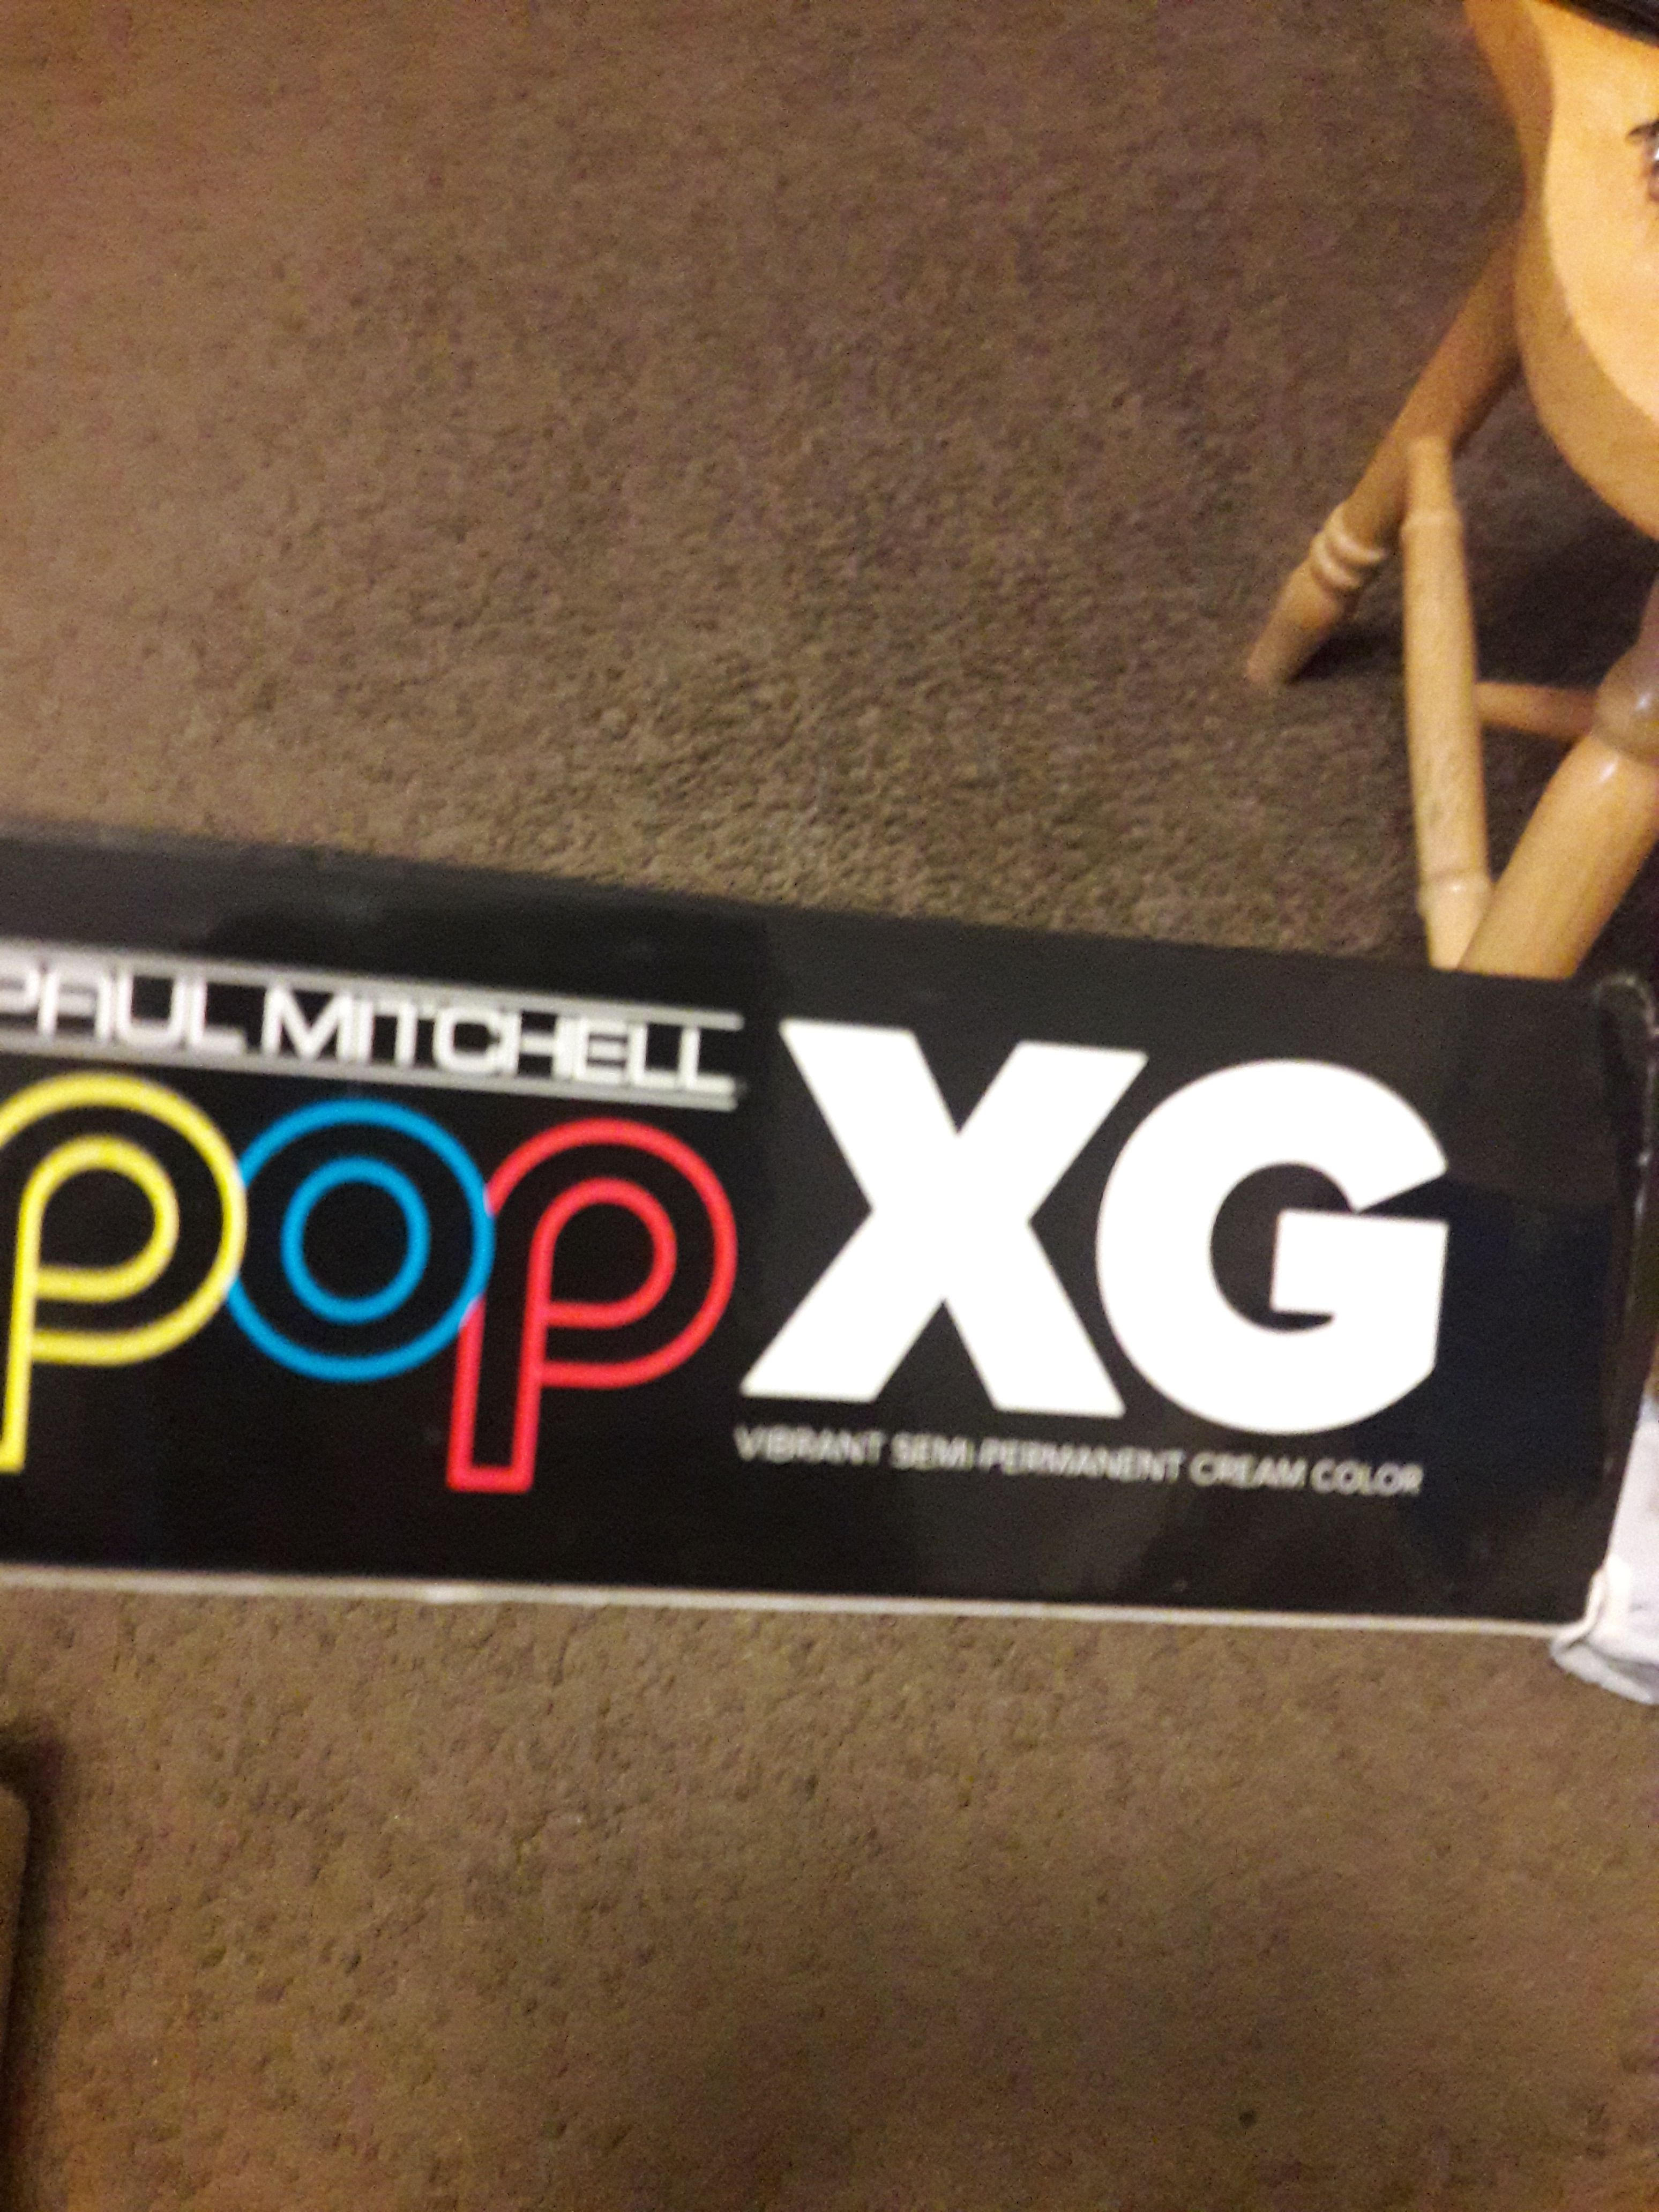 PAUL MITCHELL
pop XG
VIBRANT SEMI-PERMANENT CREAM COLOR